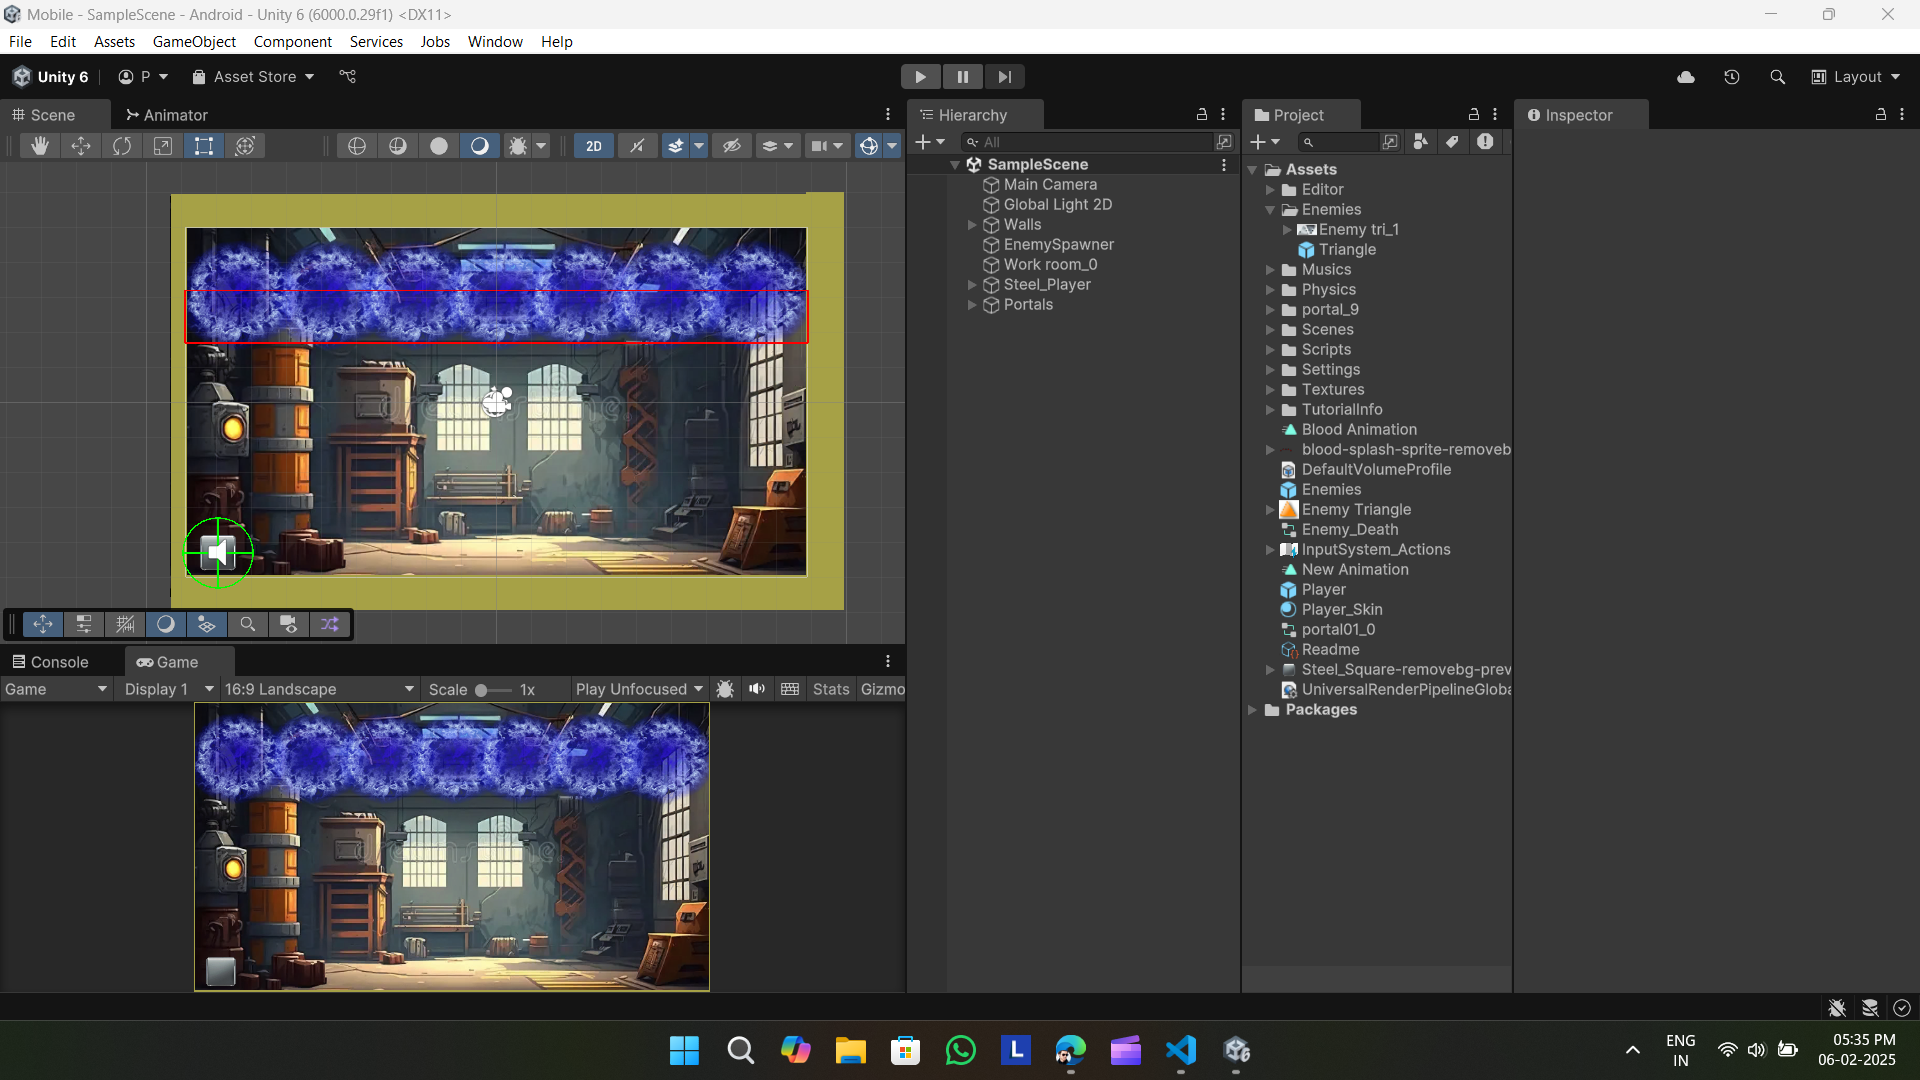 Mobile - SampleScene - Android - Unity 6 (6000.0.29f1) <DX11>
File Edit Assets GameObject Component Services Jobs Window Help
Unity 6 P Asset Store Layout
Scene Animator
2D
Hierarchy
All
SampleScene
Main Camera
Global Light 2D
Walls
EnemySpawner
Work room_0
Steel_Player
Portals
Project
Assets
Editor
Enemies
Enemy tri_1
Triangle
Musics
Physics
portal_9
Scenes
Scripts
Settings
Textures
TutorialInfo
Blood Animation
blood-splash-sprite-removeb
DefaultVolumeProfile
Enemies
Enemy Triangle
Enemy_Death
InputSystem_Actions
New Animation
Player
Player_Skin
portal01_0
Readme
Steel_Square-removebg-prev
UniversalRenderPipelineGloba
Packages
Inspector
Console Game
Game Display 1 16:9 Landscape Scale 1x Play Unfocused Stats Gizmo
L
6
ENG
IN
05:35 PM
06-02-2025